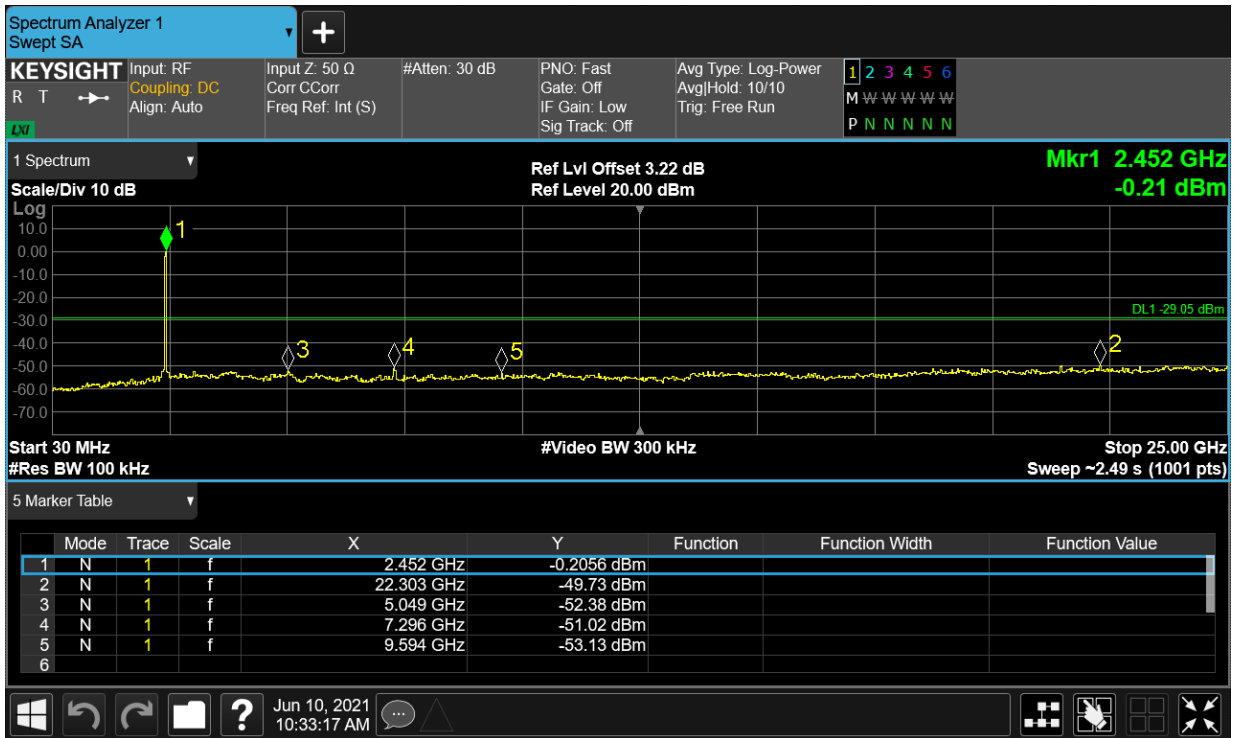 Spectrum Analyzer 1
Swept SA
KEYSIGHT
R T
LXI
Input: RF
Coupling: DC
Align: Auto
Input Z: 50 Ω
Corr CCorr
Freq Ref: Int (S)
#Atten: 30 dB
PNO: Fast
Gate: Off
IF Gain: Low
Sig Track: Off
Avg Type: Log-Power
Avg|Hold: 10/10
Trig: Free Run
1 2 3 4 5 6
M W W W W W
P N N N N N
1 Spectrum
Scale/Div 10 dB
Ref Lvl Offset 3.22 dB
Ref Level 20.00 dBm
Mkr1 2.452 GHz
-0.21 dBm
Log
10.0
0.00
-10.0
-20.0
-30.0
-40.0
-50.0
-60.0
-70.0
1
DL1 -29.05 dBm
3
4
5
2
Start 30 MHz
#Res BW 100 kHz
#Video BW 300 kHz
Stop 25.00 GHz
Sweep ~2.49 s (1001 pts)
5 Marker Table
Mode Trace Scale X Y Function Function Width Function Value
1 N 1 f 2.452 GHz -0.2056 dBm
2 N 1 f 22.303 GHz -49.73 dBm
3 N 1 f 5.049 GHz -52.38 dBm
4 N 1 f 7.296 GHz -51.02 dBm
5 N 1 f 9.594 GHz -53.13 dBm
6
?
Jun 10, 2021
10:33:17 AM